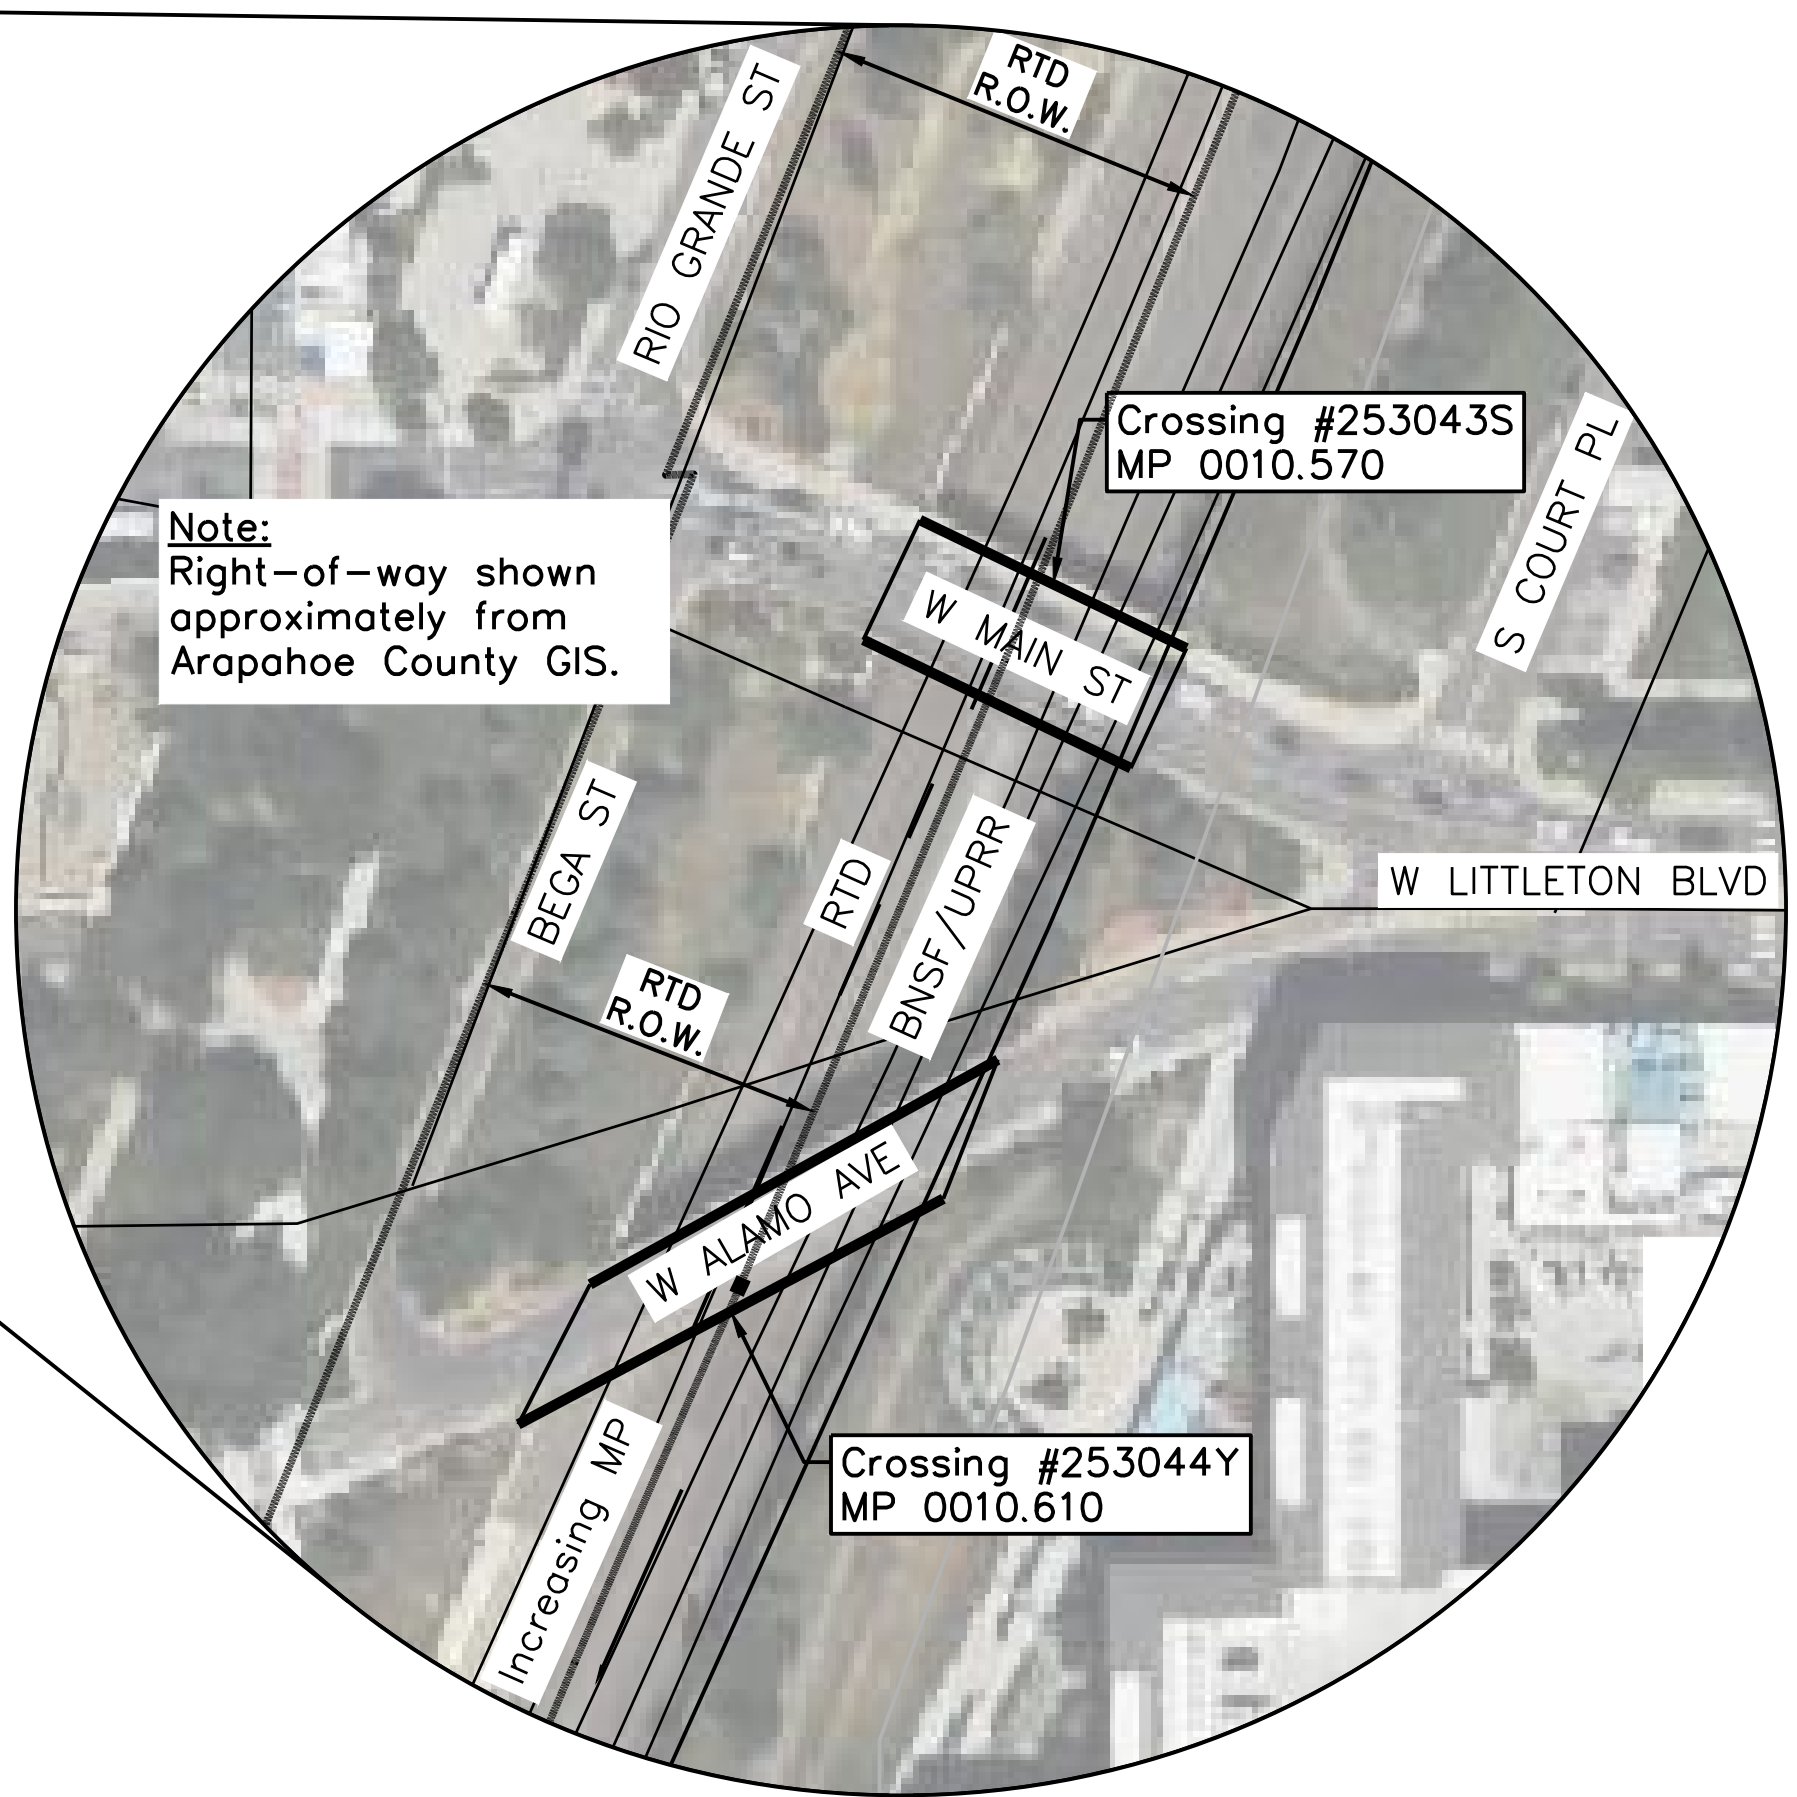 RTD
R.O.W.
RIO GRANDE ST
Crossing #253043S
MP 0010.570
S COURT PL
Note:
Right-of-way shown
approximately from
Arapahoe County GIS.
W MAIN ST
BEGA ST
RTD
BNSF/UPRR
W LITTLETON BLVD
RTD
R.O.W.
W ALAMO AVE
Increasing MP
Crossing #253044Y
MP 0010.610